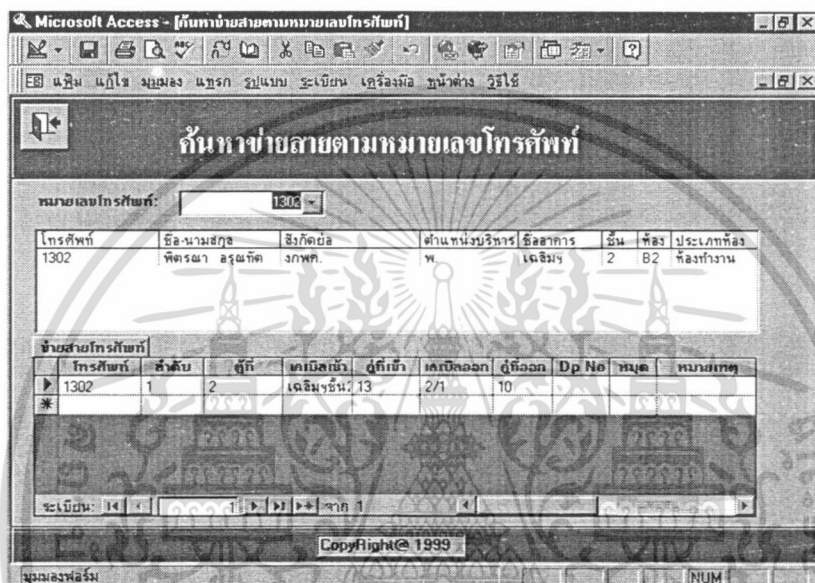 Microsoft Access - [ค้นหาข่ายสายตามหมายเลขโทรศัพท์]
แฟ้ม แก้ไข มุมมอง แทรก รูปแบบ ระเบียน เครื่องมือ หน้าต่าง วิธีใช้
ค้นหาข่ายสายตามหมายเลขโทรศัพท์
หมายเลขโทรศัพท์: 1302
โทรศัพท์ ชื่อ-นามสกุล สังกัดย่อ ตำแหน่งบริหาร ชื่ออาคาร ชั้น ห้อง ประเภทห้อง
1302 พิตรณา อรุณทัต งกพศ. พ. เฉลิมฯ 2 B2 ห้องทำงาน
ข่ายสายโทรศัพท์
โทรศัพท์ ลำดับ ตู้ที่ เคเบิลเข้า คู่ที่เข้า เคเบิลออก คู่ที่ออก Dp No หมุด หมายเหตุ
1302 1 2 เฉลิมฯชั้น2 13 2/1 10
ระเบียน: 1 จาก 1
CopyRight@ 1999
มุมมองฟอร์ม NUM